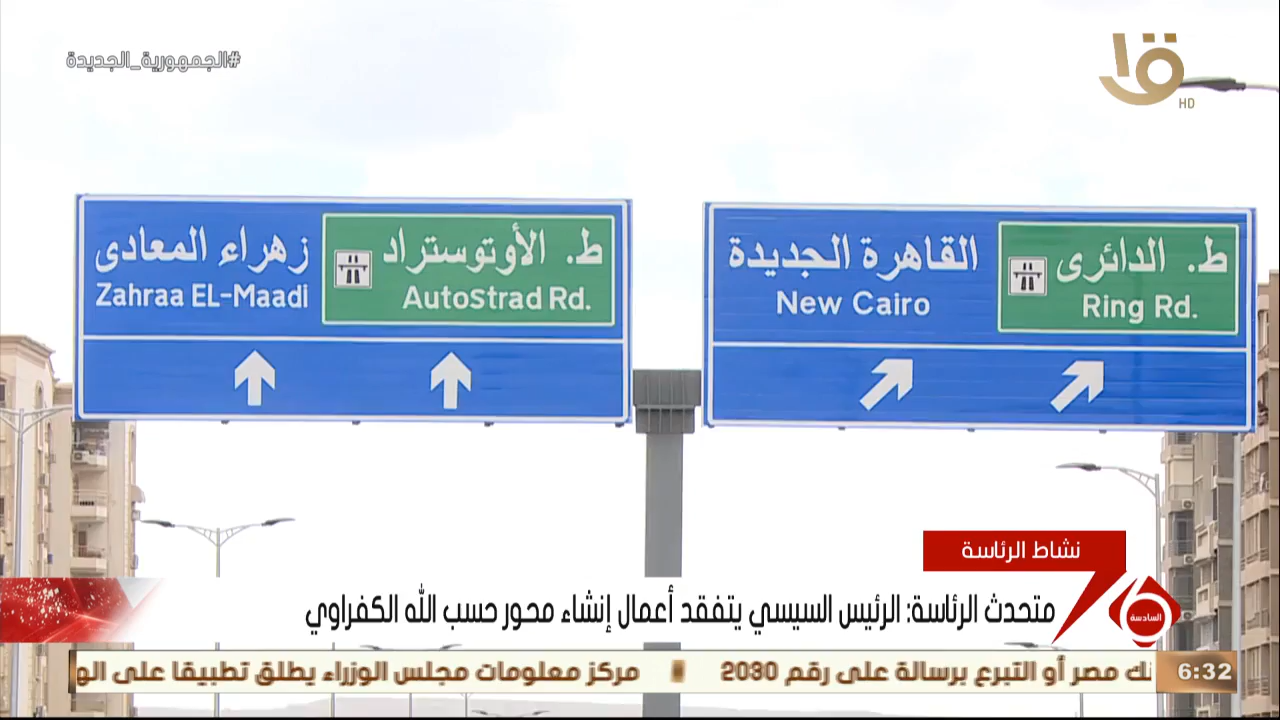 #الجمهورية_الجديدة
HD
زهراء المعادى
Zahraa EL-Maadi
ط. الأوتوستراد
AutoStrad Rd.
القاهرة الجديدة
New Cairo
ط. الدائرى
Ring Rd.
نشاط الرئاسة
السادسة
متحدث الرئاسة: الرئيس السيسي يتفقد أعمال إنشاء محور حسب الله الكفراوي
6:32
مصر أو التبرع برسالة على رقم 2030
مركز معلومات مجلس الوزراء يطلق تطبيقا على